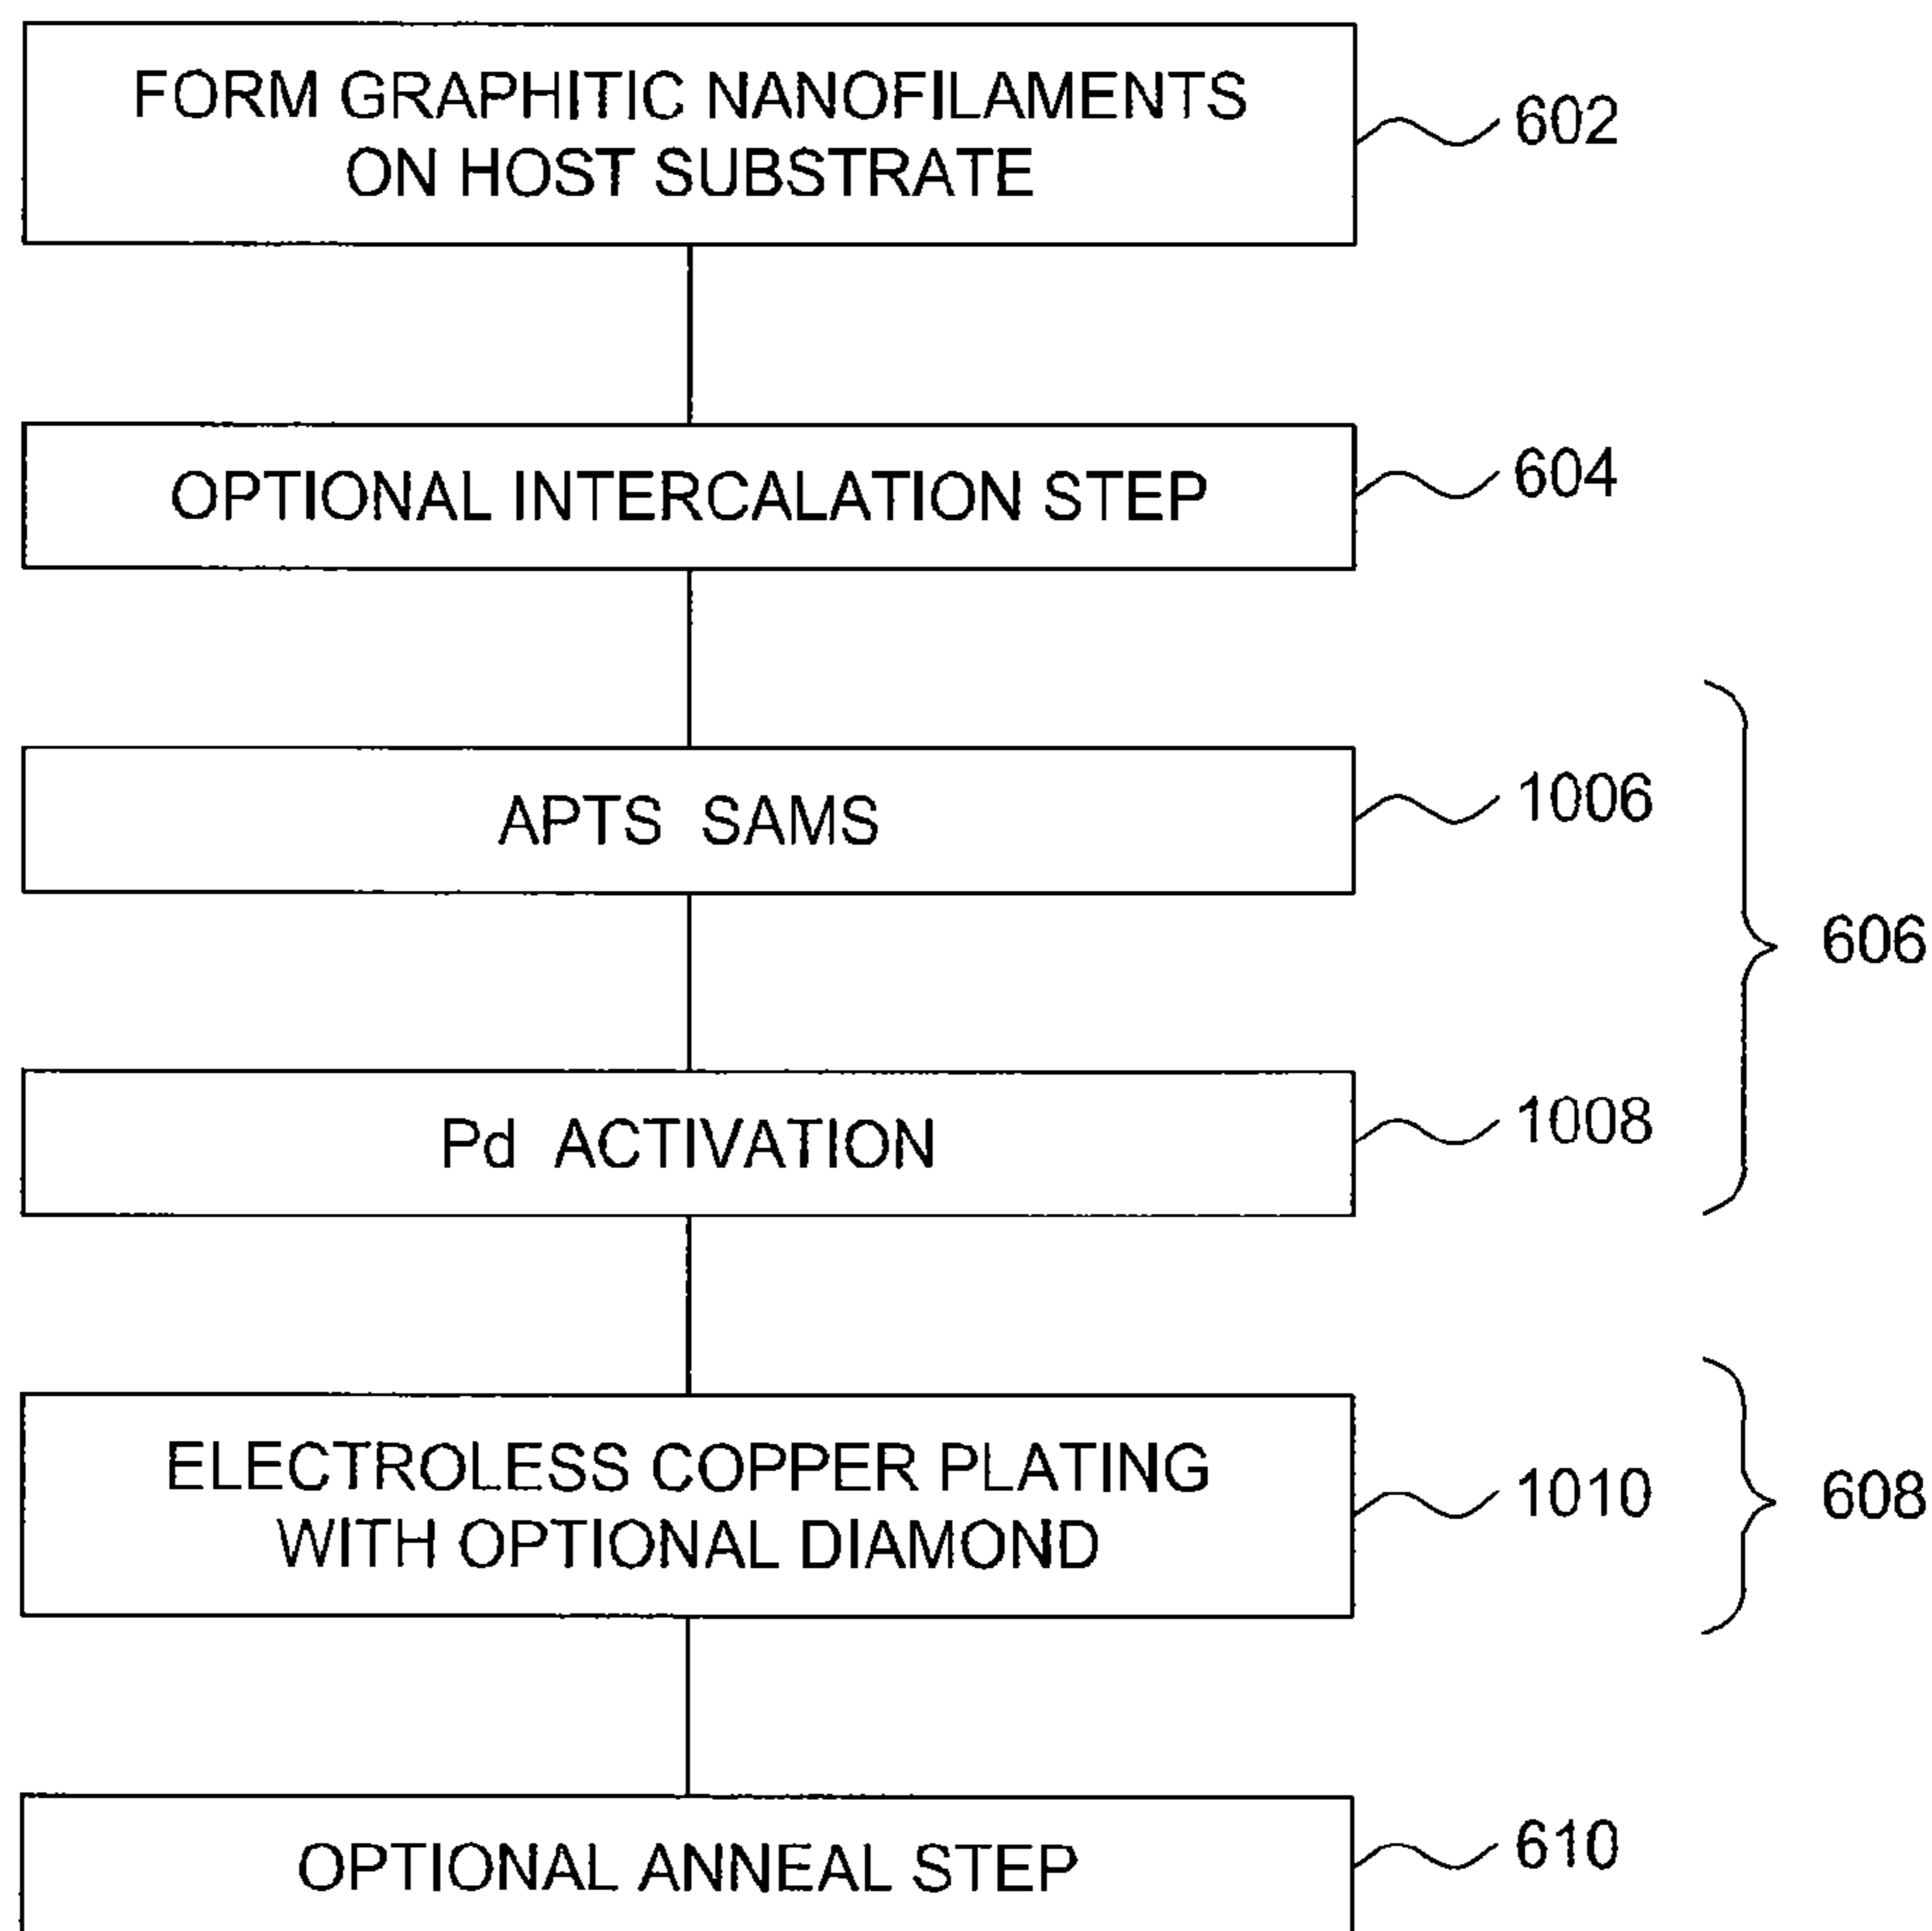 FORM GRAPHITIC NANOFILAMENTS
ON HOST SUBSTRATE
602
OPTIONAL INTERCALATION STEP
604
APTS SAMS
1006
606
Pd ACTIVATION
1008
ELECTROLESS COPPER PLATING
WITH OPTIONAL DIAMOND
1010
608
OPTIONAL ANNEAL STEP
610